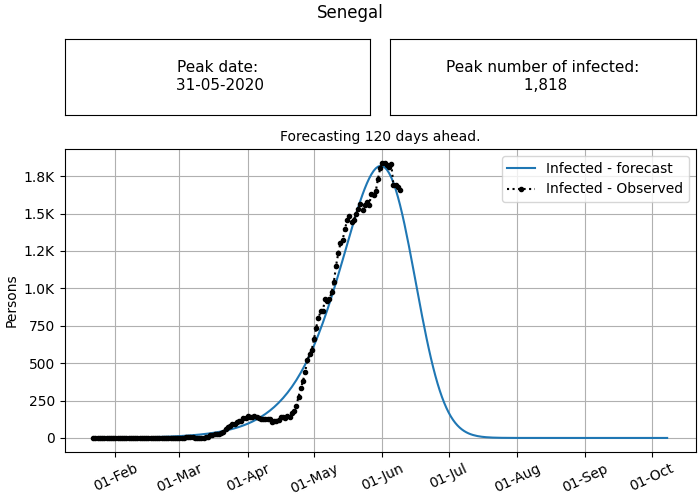 Senegal
Peak date:
31-05-2020
Peak number of infected:
1,818
Forecasting 120 days ahead.
Infected - forecast
Infected - Observed
Persons
1.8K
1.5K
1.2K
1.0K
750
500
250
0
01-Feb
01-Mar
01-Apr
01-May
01-Jun
01-Jul
01-Aug
01-Sep
01-Oct